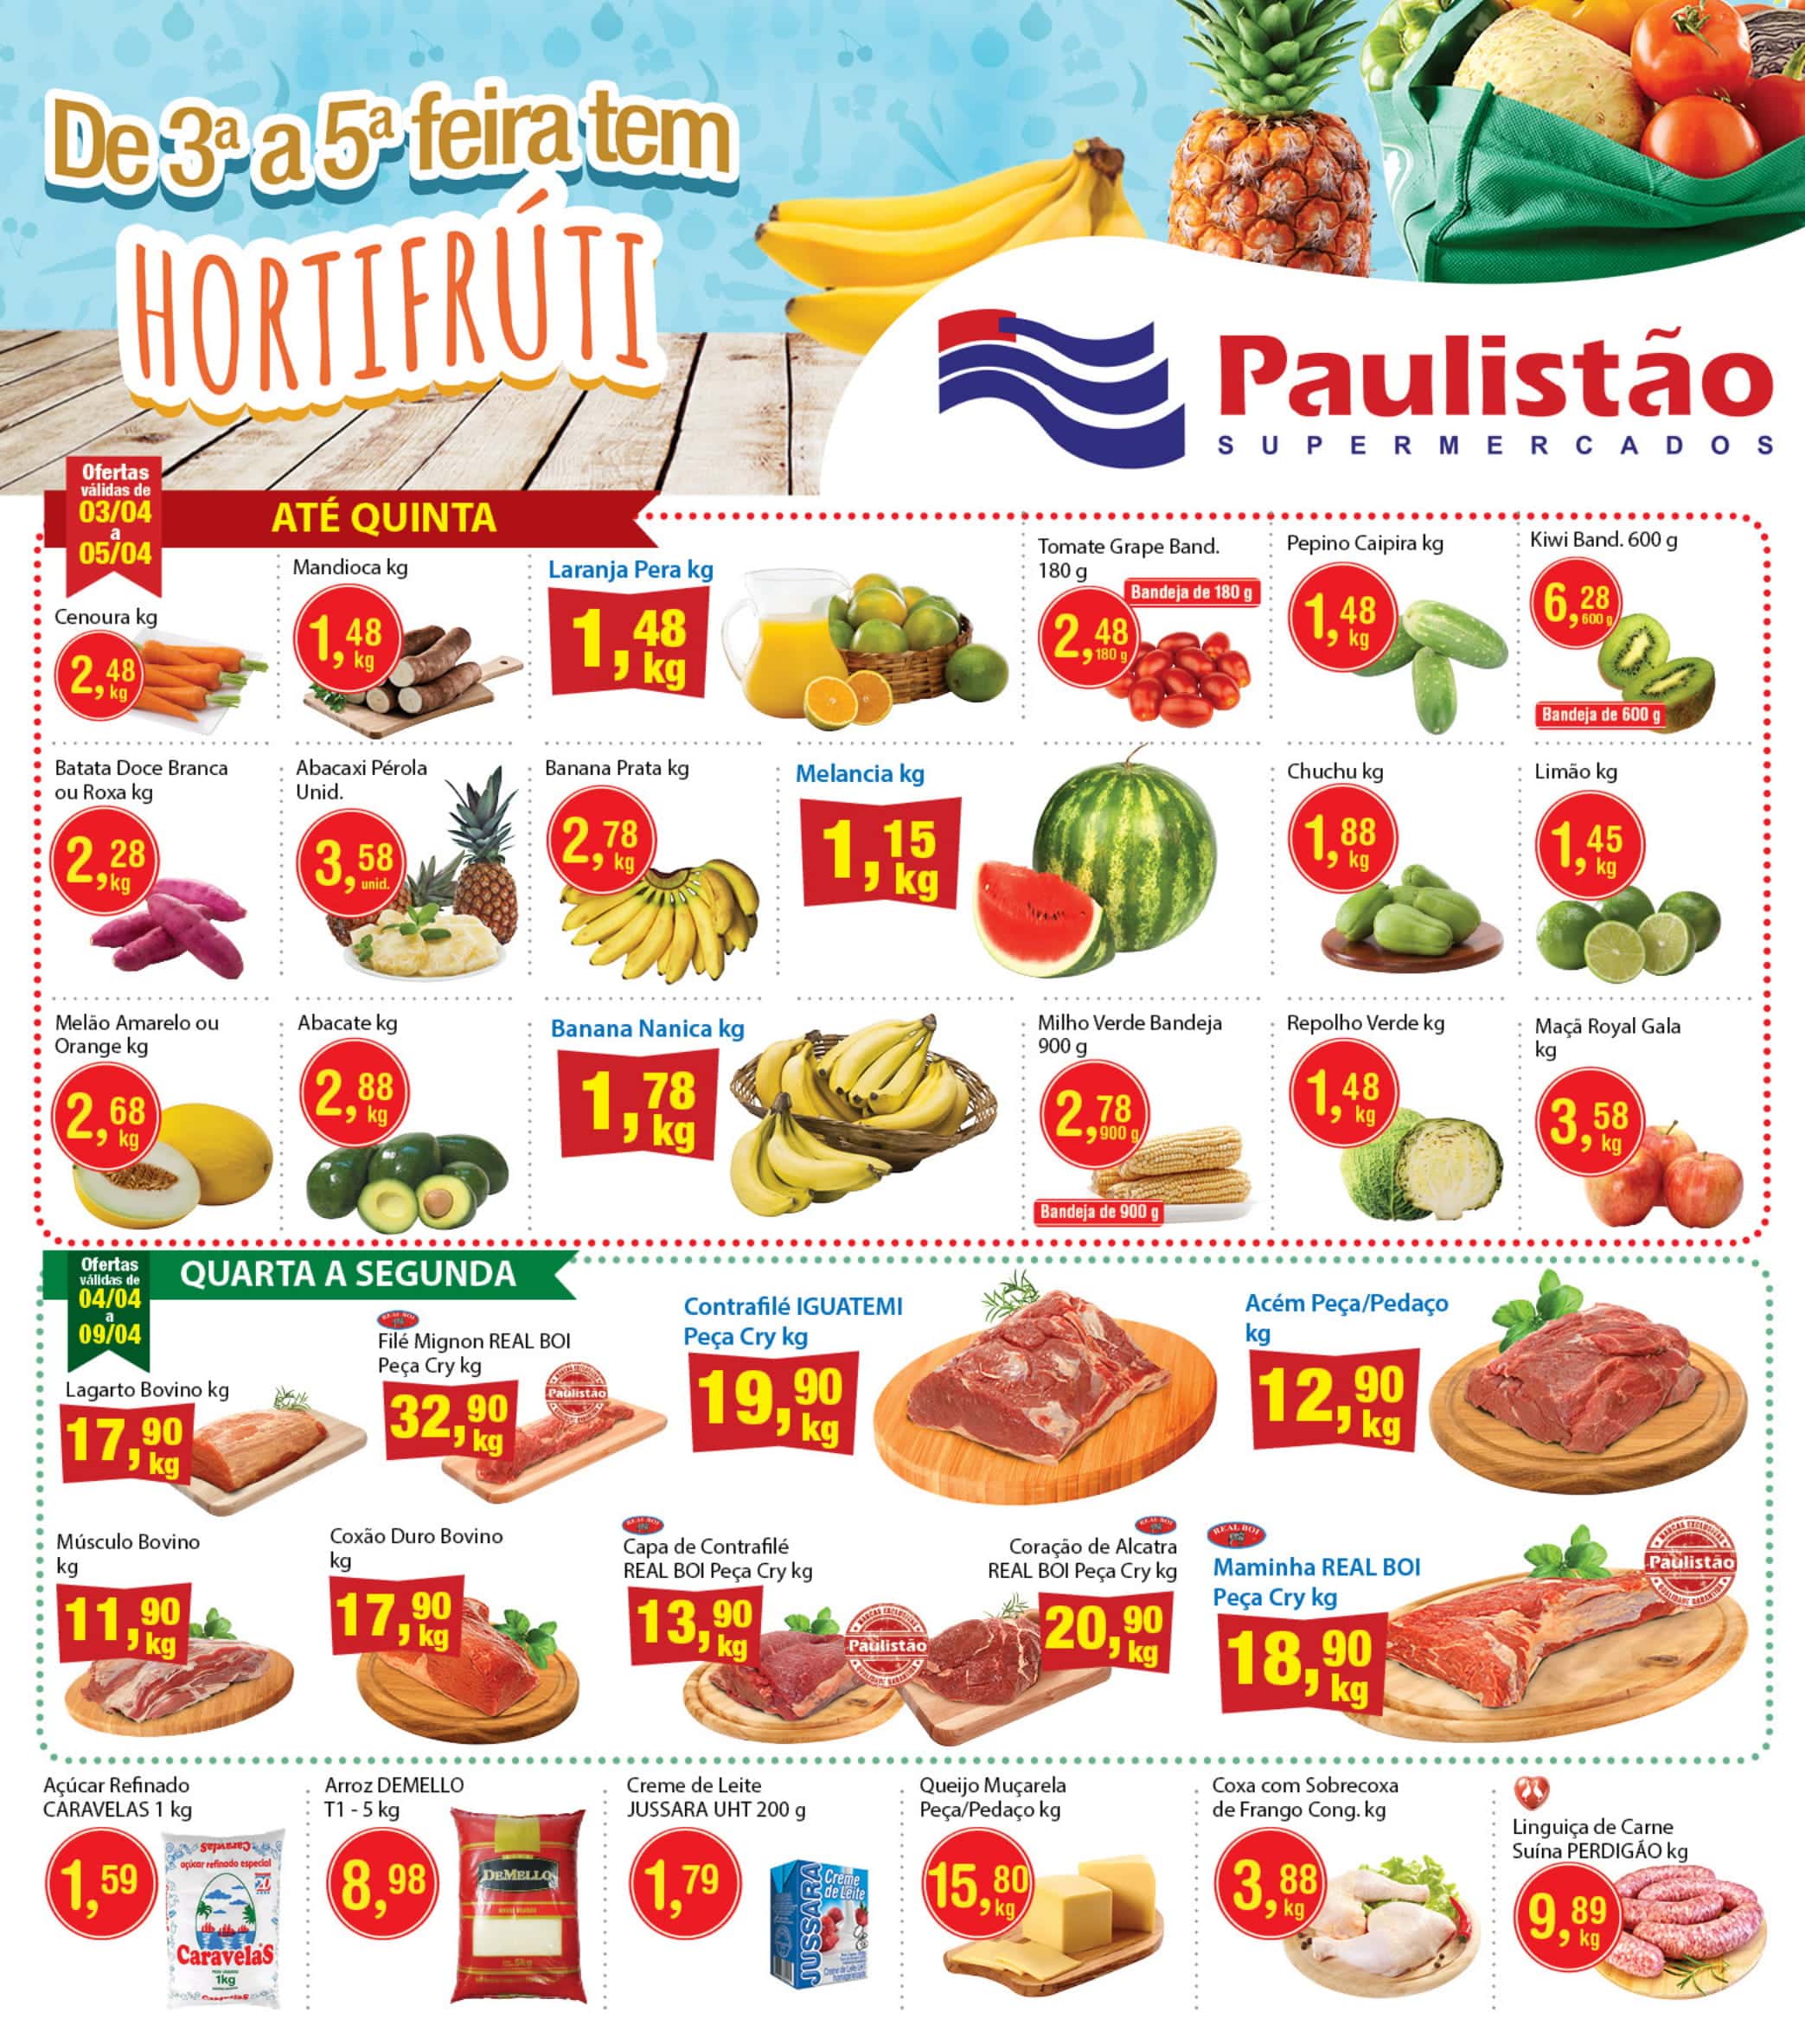 De 3ª a 5ª feira tem
HORTIFRÚTI
Paulistão
SUPERMERCADOS
Ofertas
válidas de
03/04
a
05/04
ATÉ QUINTA
Cenoura kg
2,48
kg
Mandioca kg
1,48
kg
Laranja Pera kg
1,48
kg
Tomate Grape Band.
180 g
Bandeja de 180 g
2,48
180 g
Pepino Caipira kg
1,48
kg
Kiwi Band. 600 g
6,28
600 g
Bandeja de 600 g
Batata Doce Branca
ou Roxa kg
2,28
kg
Abacaxi Pérola
Unid.
3,58
unid.
Banana Prata kg
2,78
kg
Melancia kg
1,15
kg
Chuchu kg
1,88
kg
Limão kg
1,45
kg
Melão Amarelo ou
Orange kg
2,68
kg
Abacate kg
2,88
kg
Banana Nanica kg
1,78
kg
Milho Verde Bandeja
900 g
2,78
900 g
Bandeja de 900 g
Repolho Verde kg
1,48
kg
Maçã Royal Gala
kg
3,58
kg
Ofertas
válidas de
04/04
a
09/04
QUARTA A SEGUNDA
Lagarto Bovino kg
17,90
kg
REAL BOI
Filé Mignon REAL BOI
Peça Cry kg
32,90
kg
MARCAS EXCLUSIVAS
Paulistão
QUALIDADE GARANTIDA
Contrafilé IGUATEMI
Peça Cry kg
19,90
kg
Acém Peça/Pedaço
kg
12,90
kg
Músculo Bovino
kg
11,90
kg
Coxão Duro Bovino
kg
17,90
kg
REAL BOI
Capa de Contrafilé
REAL BOI Peça Cry kg
13,90
kg
MARCAS EXCLUSIVAS
Paulistão
QUALIDADE GARANTIDA
REAL BOI
Coração de Alcatra
REAL BOI Peça Cry kg
20,90
kg
REAL BOI
Maminha REAL BOI
Peça Cry kg
18,90
kg
MARCAS EXCLUSIVAS
Paulistão
QUALIDADE GARANTIDA
Açúcar Refinado
CARAVELAS 1 kg
1,59
Caravelas
açúcar refinado especial
CaravelaS
1kg
Arroz DEMELLO
T1 - 5 kg
8,98
DEMELLO
Creme de Leite
JUSSARA UHT 200 g
1,79
JUSSARA
Creme
de Leite
Queijo Muçarela
Peça/Pedaço kg
15,80
kg
Coxa com Sobrecoxa
de Frango Cong. kg
3,88
kg
Linguiça de Carne
Suína PERDIGÃO kg
9,89
kg